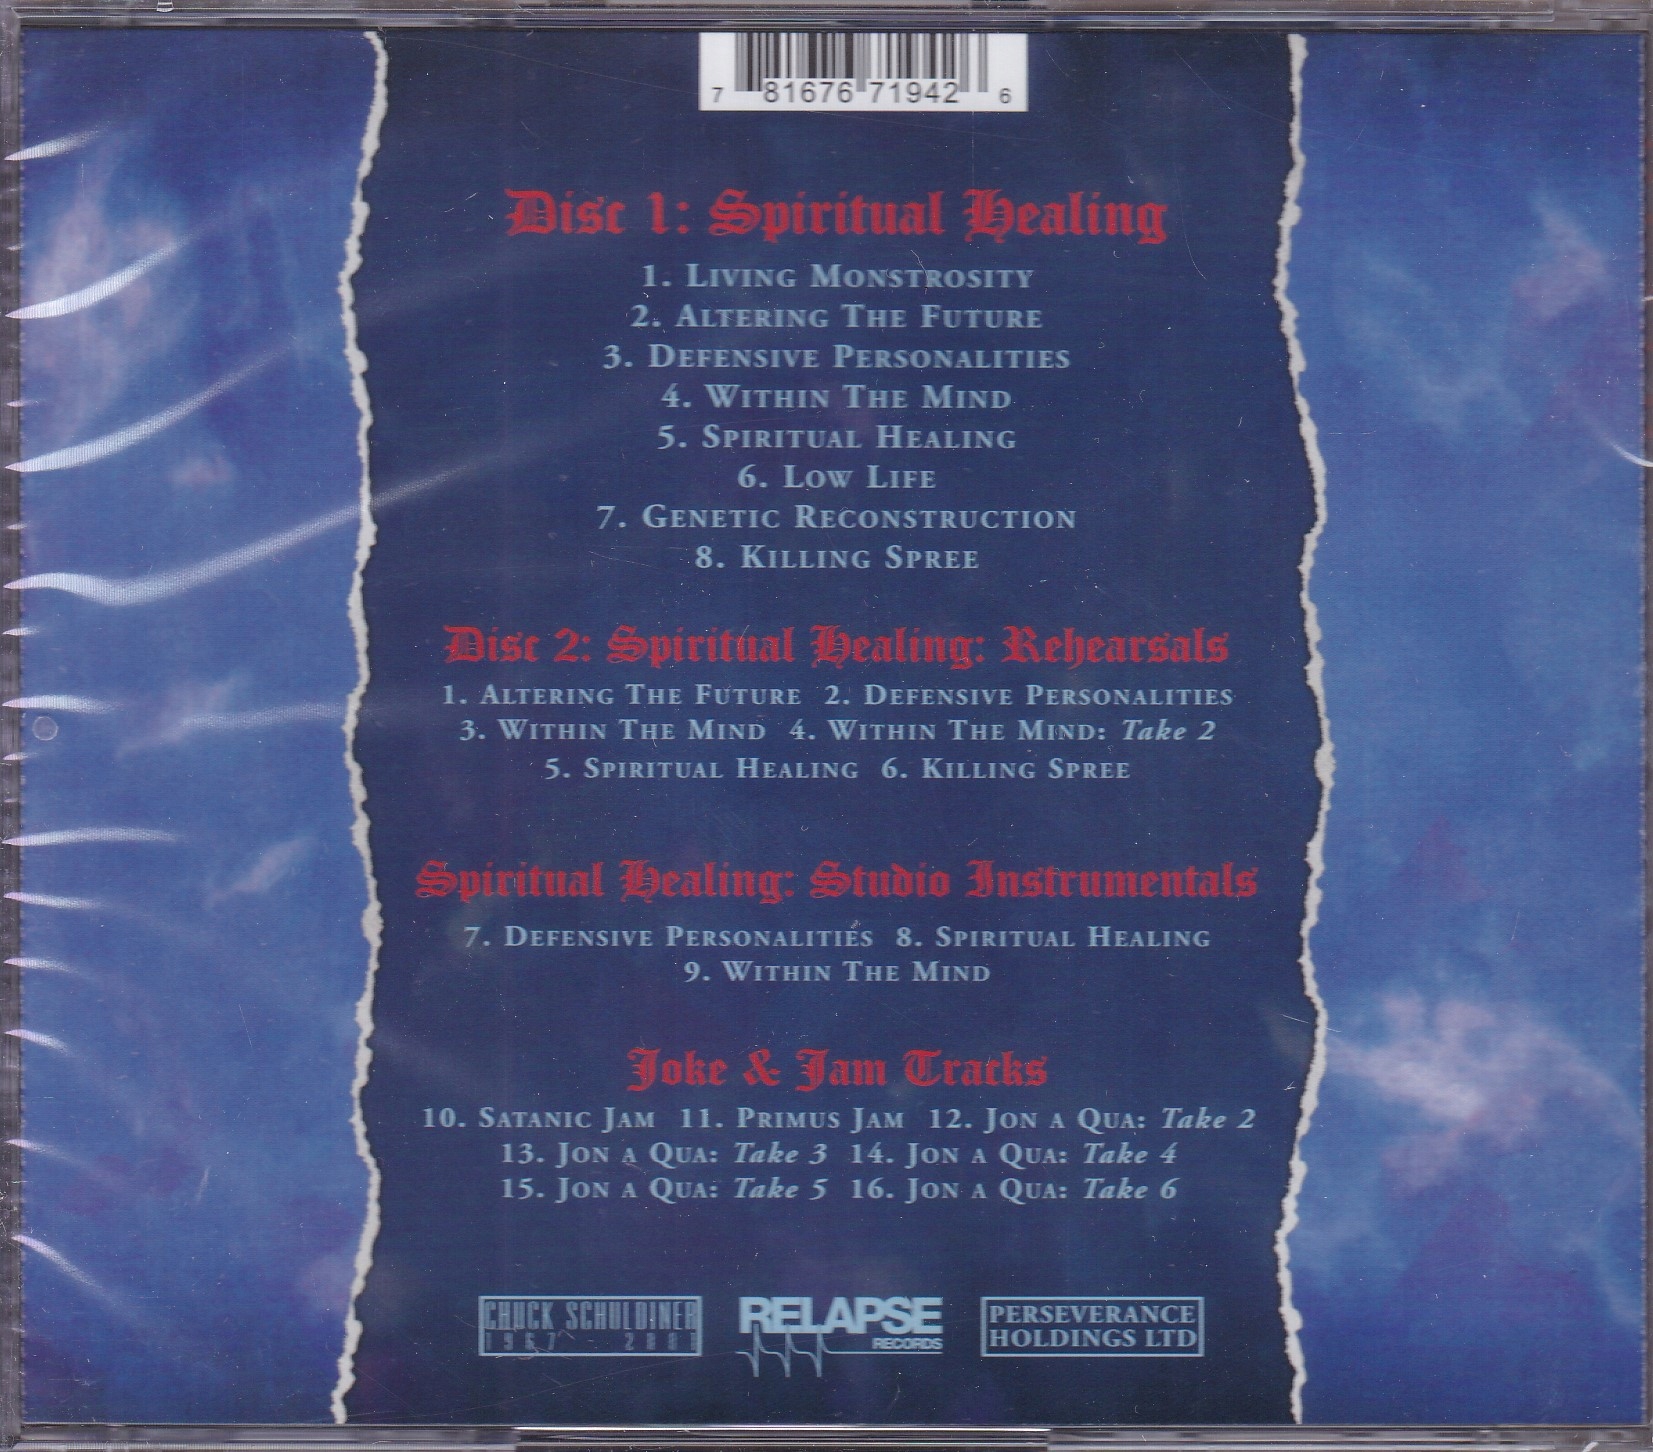 7 81676 71942 6
Disc 1: Spiritual Healing
1. Living Monstrosity
2. Altering The Future
3. Defensive Personalities
4. Within The Mind
5. Spiritual Healing
6. Low Life
7. Genetic Reconstruction
8. Killing Spree
Disc 2: Spiritual Healing: Rehearsals
1. Altering The Future 2. Defensive Personalities
3. Within The Mind 4. Within The Mind: Take 2
5. Spiritual Healing 6. Killing Spree
Spiritual Healing: Studio Instrumentals
7. Defensive Personalities 8. Spiritual Healing
9. Within The Mind
Joke & Jam Tracks
10. Satanic Jam 11. Primus Jam 12. Jon a Qua: Take 2
13. Jon a Qua: Take 3 14. Jon a Qua: Take 4
15. Jon a Qua: Take 5 16. Jon a Qua: Take 6
CHUCK SCHULDINER
1967 - 2001
RELAPSE
RECORDS
PERSEVERANCE
HOLDINGS LTD